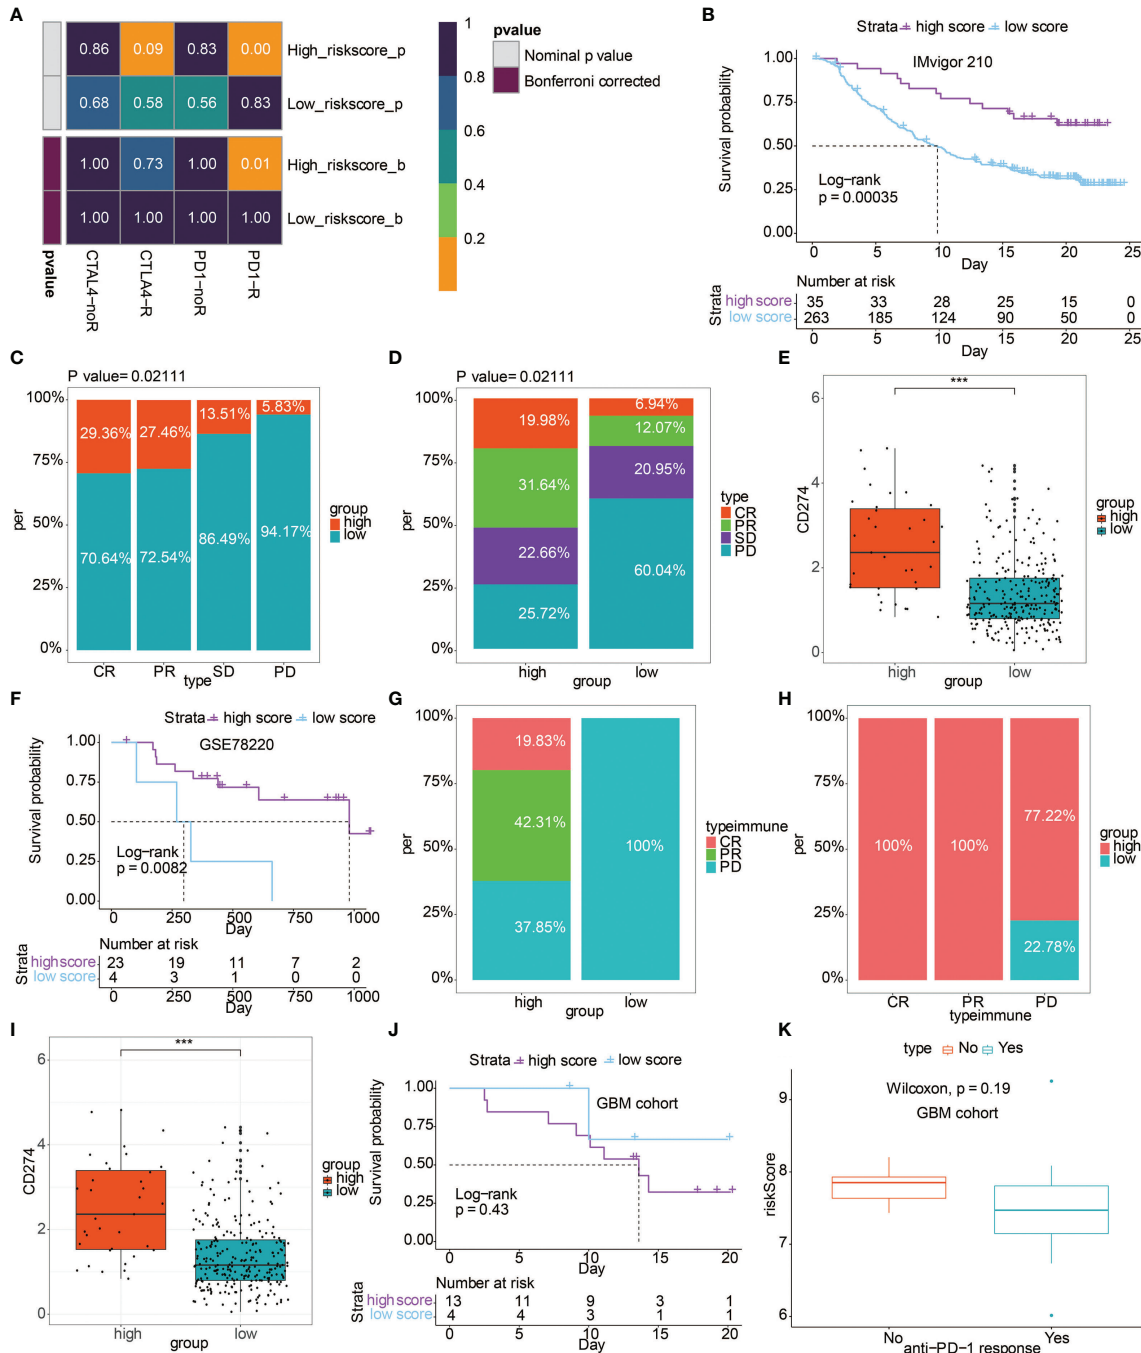 A
0.86 0.09 0.83 0.00 High_riskscore_p
0.68 0.58 0.56 0.83 Low_riskscore_p
1.00 0.73 1.00 0.01 High_riskscore_b
1.00 1.00 1.00 1.00 Low_riskscore_b
pvalue CTAL4-noR CTLA4-R PD1-noR PD1-R
1
0.8
0.6
0.4
0.2
pvalue
Nominal p value
Bonferroni corrected
B
Strata high score low score
IMvigor 210
Survival probability
1.00
0.75
0.50
0.25
0.00
Log-rank
p = 0.00035
0 5 10 15 20 25
Day
Number at risk
Strata
high score 35 33 28 25 15 0
low score 263 185 124 90 50 0
0 5 10 15 20 25
Day
C
P value= 0.02111
per
100%
75%
50%
25%
0%
29.36% 27.46% 13.51% 5.83%
70.64% 72.54% 86.49% 94.17%
CR PR SD PD
type
group
high
low
D
P value= 0.02111
per
100%
75%
50%
25%
0%
19.98%
31.64%
22.66%
25.72%
6.94%
12.07%
20.95%
60.04%
high low
group
type
CR
PR
SD
PD
E
***
CD274
6
4
2
0
high low
group
group
high
low
F
Strata high score low score
GSE78220
Survival probability
1.00
0.75
0.50
0.25
0.00
Log-rank
p = 0.0082
0 250 500 750 1000
Day
Number at risk
Strata
high score 23 19 11 7 2
low score 4 3 1 0 0
0 250 500 750 1000
Day
G
per
100%
75%
50%
25%
0%
19.83%
42.31%
37.85%
100%
high low
group
typeimmune
CR
PR
PD
H
per
100%
75%
50%
25%
0%
100% 100% 77.22%
22.78%
CR PR PD
typeimmune
group
high
low
I
***
CD274
6
4
2
0
high low
group
group
high
low
J
Strata high score low score
GBM cohort
Survival probability
1.00
0.75
0.50
0.25
0.00
Log-rank
p = 0.43
0 5 10 15 20
Day
Number at risk
Strata
high score 13 11 9 3 1
low score 4 4 3 1 1
0 5 10 15 20
Day
K
type No Yes
Wilcoxon, p = 0.19
GBM cohort
riskScore
9
8
7
6
No Yes
anti-PD-1 response